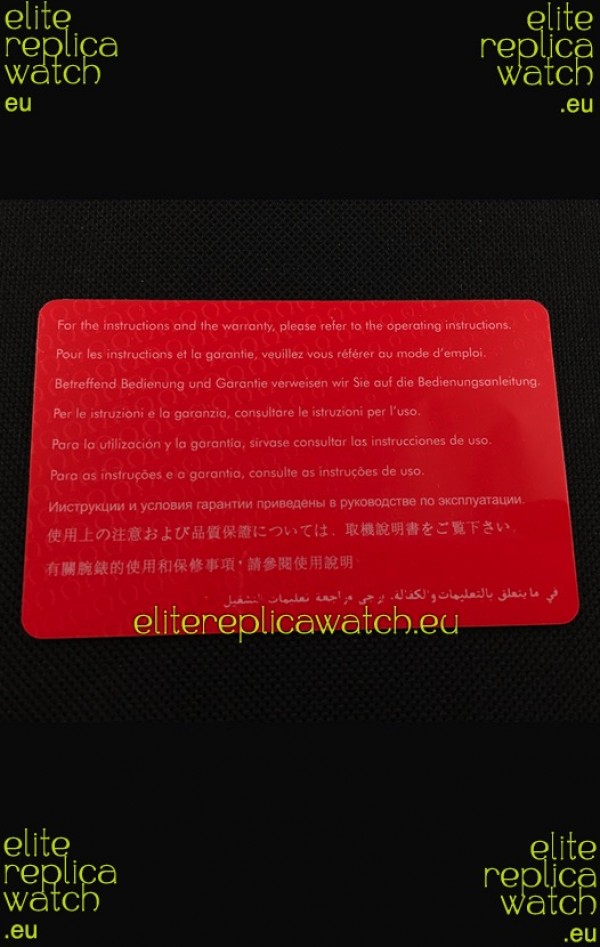 elite
replica
watch
eu
elite
replica
watch
.eu
For the instructions and the warranty, please refer to the operating instructions.
Pour les instructions et la garantie, veuillez vous référer au mode d'emploi.
Betreffend Bedienung und Garantie verweisen wir Sie auf die Bedienungsanleitung.
Per le istruzioni e la garanzia, consultare le istruzioni per l'uso.
Para la utilización y la garantía, sírvase consultar las instrucciones de uso.
Para as instruções e a garantia, consulte as instruções de uso.
Инструкции и условия гарантии приведены в руководстве по эксплуатации.
使用上の注意および品質保證については、取機說明書をご覧下さい
有關腕錶的使用和保修事項，請參閱使用說明
في ما يتعلق بالتعليمات والكفالة، يرجى مراجعة تعليمات التشغيل
elitereplicawatch.eu
elite
replica
watch
.eu
elite
replica
watch
.eu